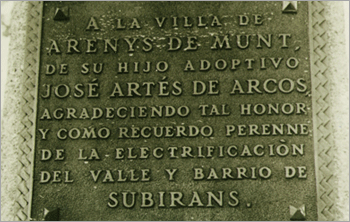 A LA VILLA DE
ARENYS DE MUNT,
DE SU HIJO ADOPTIVO
JOSÉ ARTÉS DE ARCOS
AGRADECIENDO TAL HONOR
Y COMO RECUERDO PERENNE
DE LA ELECTRIFICACIÓN
DEL VALLE Y BARRIO DE
SUBIRANS.